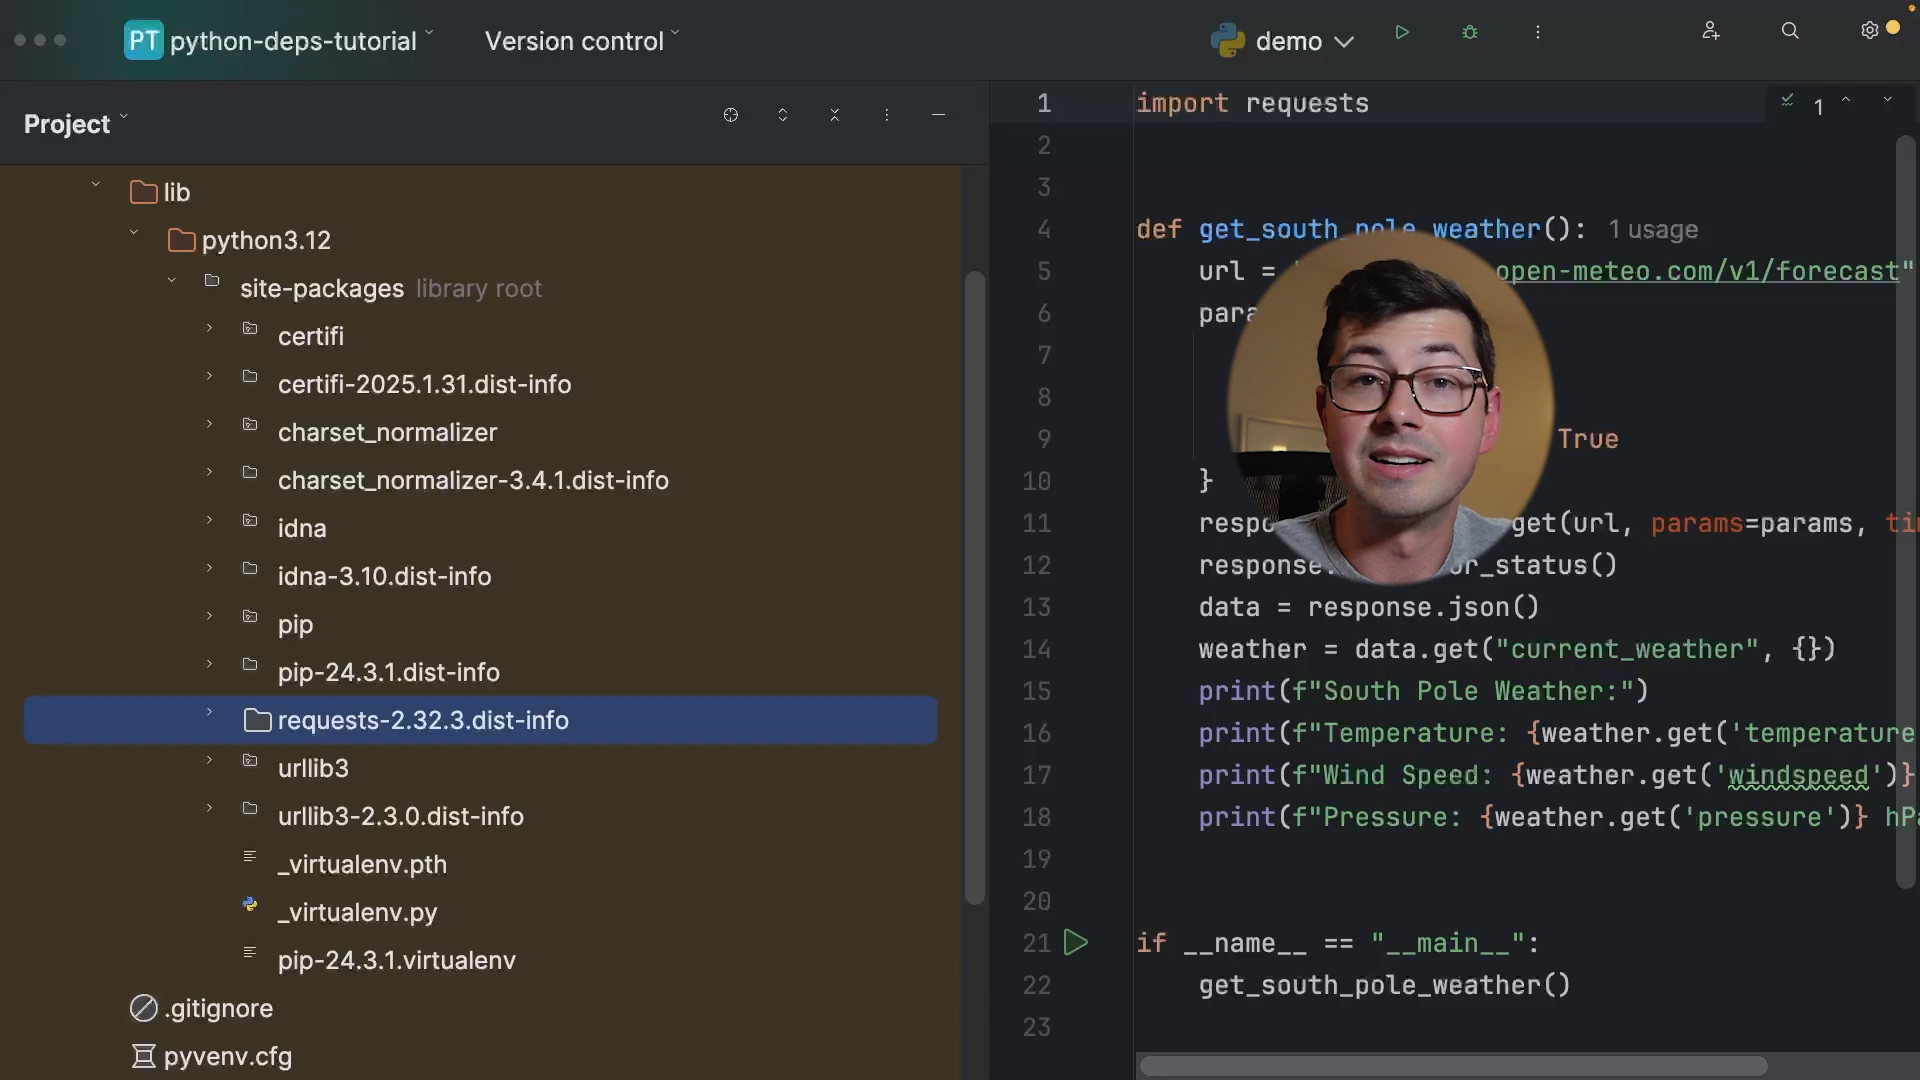 PT python-deps-tutorial
Version control
demo
Project
lib
python3.12
site-packages library root
certifi
certifi-2025.1.31.dist-info
charset_normalizer
charset_normalizer-3.4.1.dist-info
idna
idna-3.10.dist-info
pip
pip-24.3.1.dist-info
requests-2.32.3.dist-info
urllib3
urllib3-2.3.0.dist-info
_virtualenv.pth
_virtualenv.py
pip-24.3.1.virtualenv
.gitignore
pyvenv.cfg
1 import requests
1
2
3
4 def get_south_pole_weather(): 1 usage
5 url = open-meteo.com/v1/forecast"
6 para
7
8
9 True
10 }
11 respo get(url, params=params, ti
12 response. or_status()
13 data = response.json()
14 weather = data.get("current_weather", {})
15 print(f"South Pole Weather:")
16 print(f"Temperature: {weather.get('temperature
17 print(f"Wind Speed: {weather.get('windspeed')}
18 print(f"Pressure: {weather.get('pressure')} hPa
19
20
21 if __name__ == "__main__":
22 get_south_pole_weather()
23